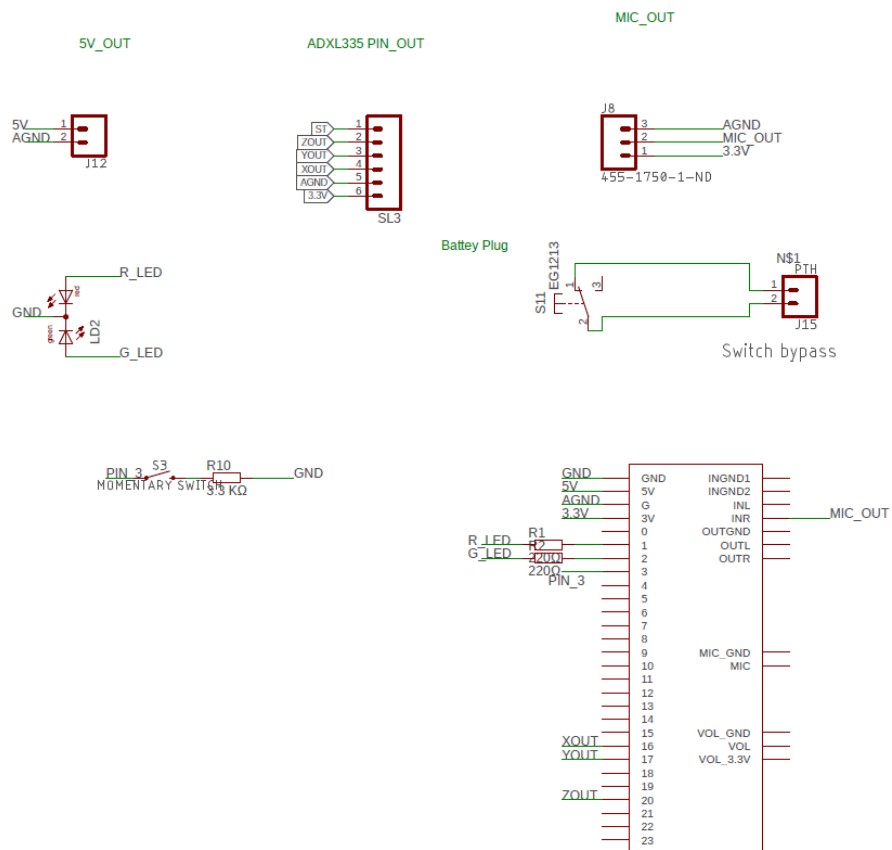 MIC_OUT
5V_OUT
ADXL335 PIN_OUT
5V 1
AGND 2
J12
ST 1
ZOUT 2
YOUT 3
XOUT 4
AGND 5
3.3V 6
SL3
J8
3 AGND
2 MIC_OUT
1 3.3V
455-1750-1-ND
Battey Plug
R_LED
red
GND
green
LD2
G_LED
S11
EG1213
1
3
2
N$1
PTH
1
2
J15
Switch bypass
PIN_3
S3
MOMENTARY SWITCH
R10
3.3 KΩ
GND
GND GND INGND1
5V 5V INGND2
AGND G INL
3.3V 3V INR MIC_OUT
0 OUTGND
R_LED R1 1 OUTL
G_LED R2 2 OUTR
220Ω
220Ω 3
PIN_3 4
5
6
7
8
9 MIC_GND
10 MIC
11
12
13
14
15 VOL_GND
XOUT 16 VOL
YOUT 17 VOL_3.3V
18
19
ZOUT 20
21
22
23